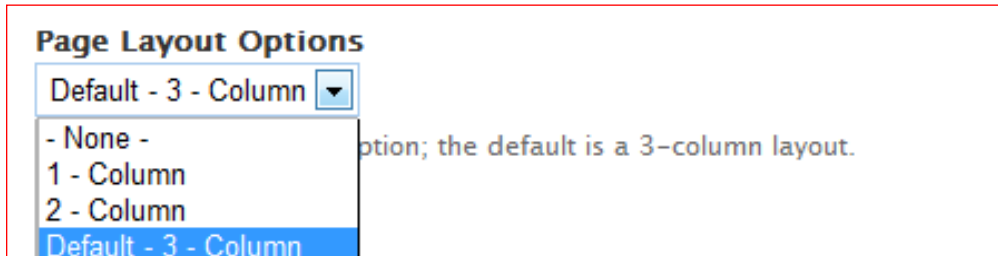 Page Layout Options
Default - 3 - Column
- None -
ption; the default is a 3-column layout.
1 - Column
2 - Column
Default - 3 - Column